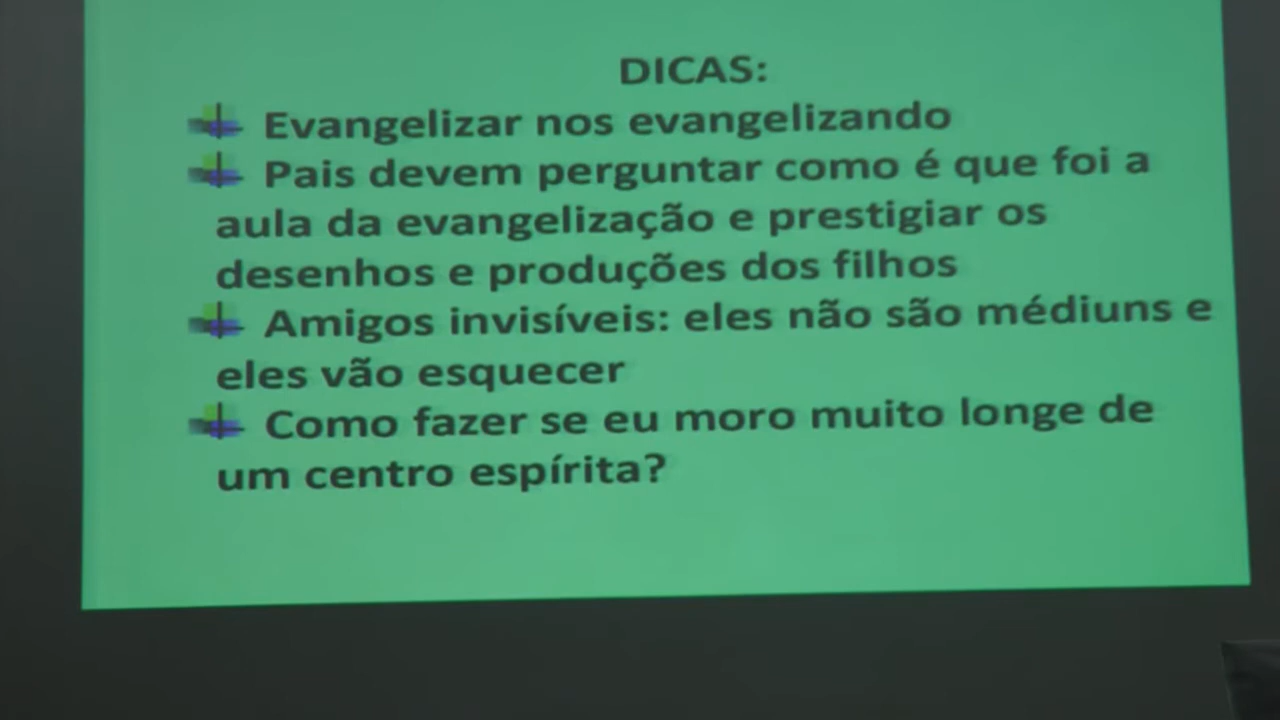 DICAS:
Evangelizar nos evangelizando
Pais devem perguntar como é que foi a
aula da evangelização e prestigiar os
desenhos e produções dos filhos
Amigos invisíveis: eles não são médiuns e
eles vão esquecer
Como fazer se eu moro muito longe de
um centro espírita?